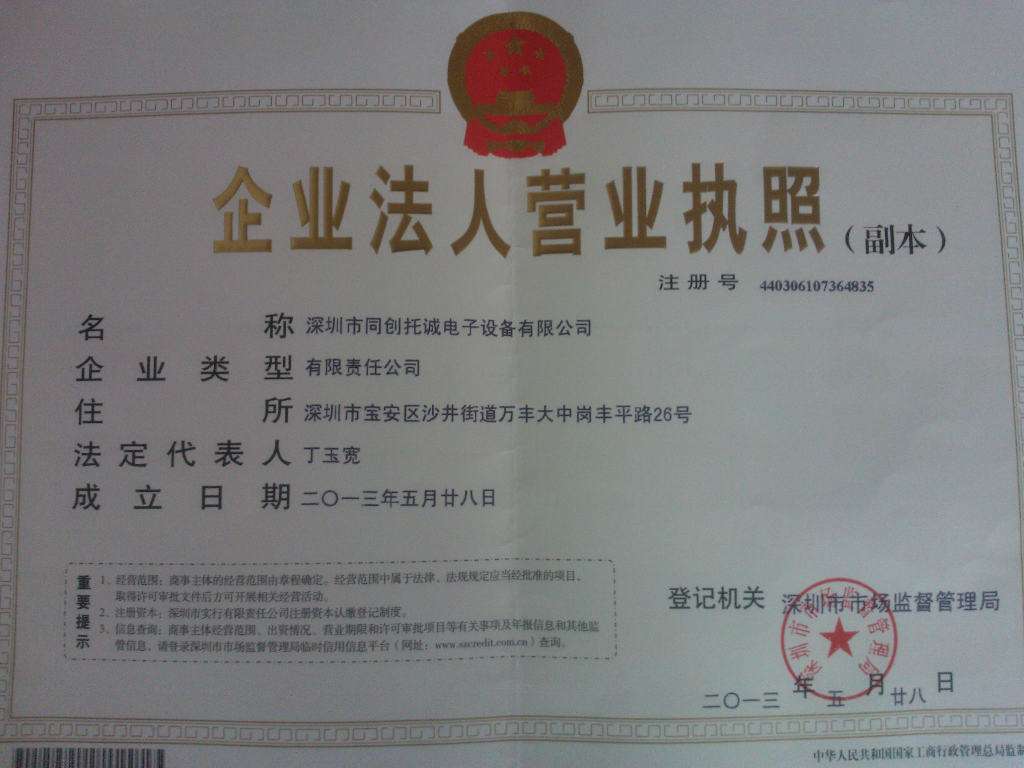 企业法人营业执照（副本）
注册号 440306107364835
名称 深圳市同创托诚电子设备有限公司
企业类型 有限责任公司
住所 深圳市宝安区沙井街道万丰大中岗丰平路26号
法定代表人 丁玉宽
成立日期 二〇一三年五月廿八日
重要提示
1、经营范围：商事主体的经营范围由章程确定。经营范围中属于法律、法规规定应当经批准的项目，
取得许可审批文件后方可开展相关经营活动。
2、注册资本：深圳市实行有限责任公司注册资本认缴登记制度。
3、信息查询：商事主体经营范围、出资情况、营业期限和许可审批项目等有关事项及年报信息和其他监
管信息，请登录深圳市市场监督管理局临时信用信息平台（网址：www.szcredit.com.cn）查询。
登记机关 深圳市市场监督管理局
深圳市市场监督管理局
二〇一三年五月廿八日
中华人民共和国国家工商行政管理总局监制